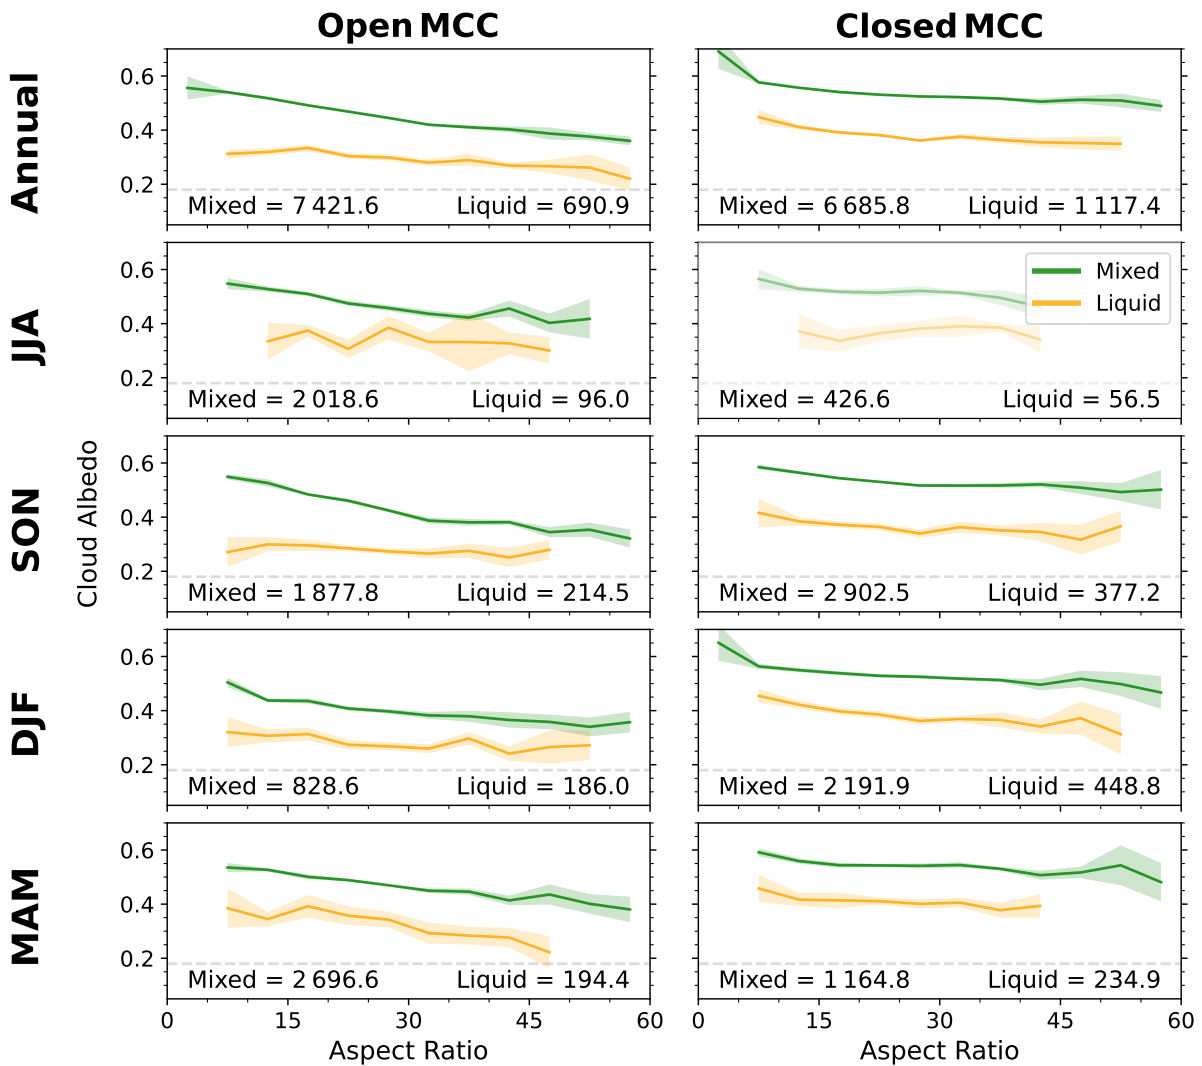 Open MCC
Closed MCC
Annual
0.6
0.4
0.2
Mixed = 7 421.6
Liquid = 690.9
Mixed = 6 685.8
Liquid = 1 117.4
JJA
0.6
0.4
0.2
Mixed = 2 018.6
Liquid = 96.0
Mixed
Liquid
Mixed = 426.6
Liquid = 56.5
Cloud Albedo
SON
0.6
0.4
0.2
Mixed = 1 877.8
Liquid = 214.5
Mixed = 2 902.5
Liquid = 377.2
DJF
0.6
0.4
0.2
Mixed = 828.6
Liquid = 186.0
Mixed = 2 191.9
Liquid = 448.8
MAM
0.6
0.4
0.2
Mixed = 2 696.6
Liquid = 194.4
Mixed = 1 164.8
Liquid = 234.9
0 15 30 45 60
0 15 30 45 60
Aspect Ratio
Aspect Ratio